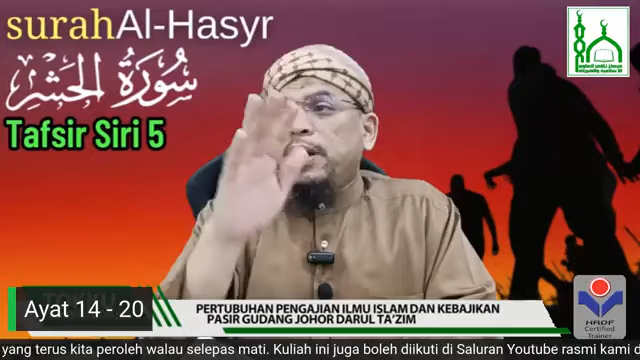 surahAl-Hasyr
سُورَةُ الحَشْرِ
Tafsir Siri 5
Ayat 14 - 20
PERTUBUHAN PENGAJIAN ILMU ISLAM DAN KEBAJIKAN
PASIR GUDANG JOHOR DARUL TA'ZIM
HRDF
Certified
Trainer
yang terus kita peroleh walau selepas mati. Kuliah ini juga boleh diikuti di Saluran Youtube rasmi kami